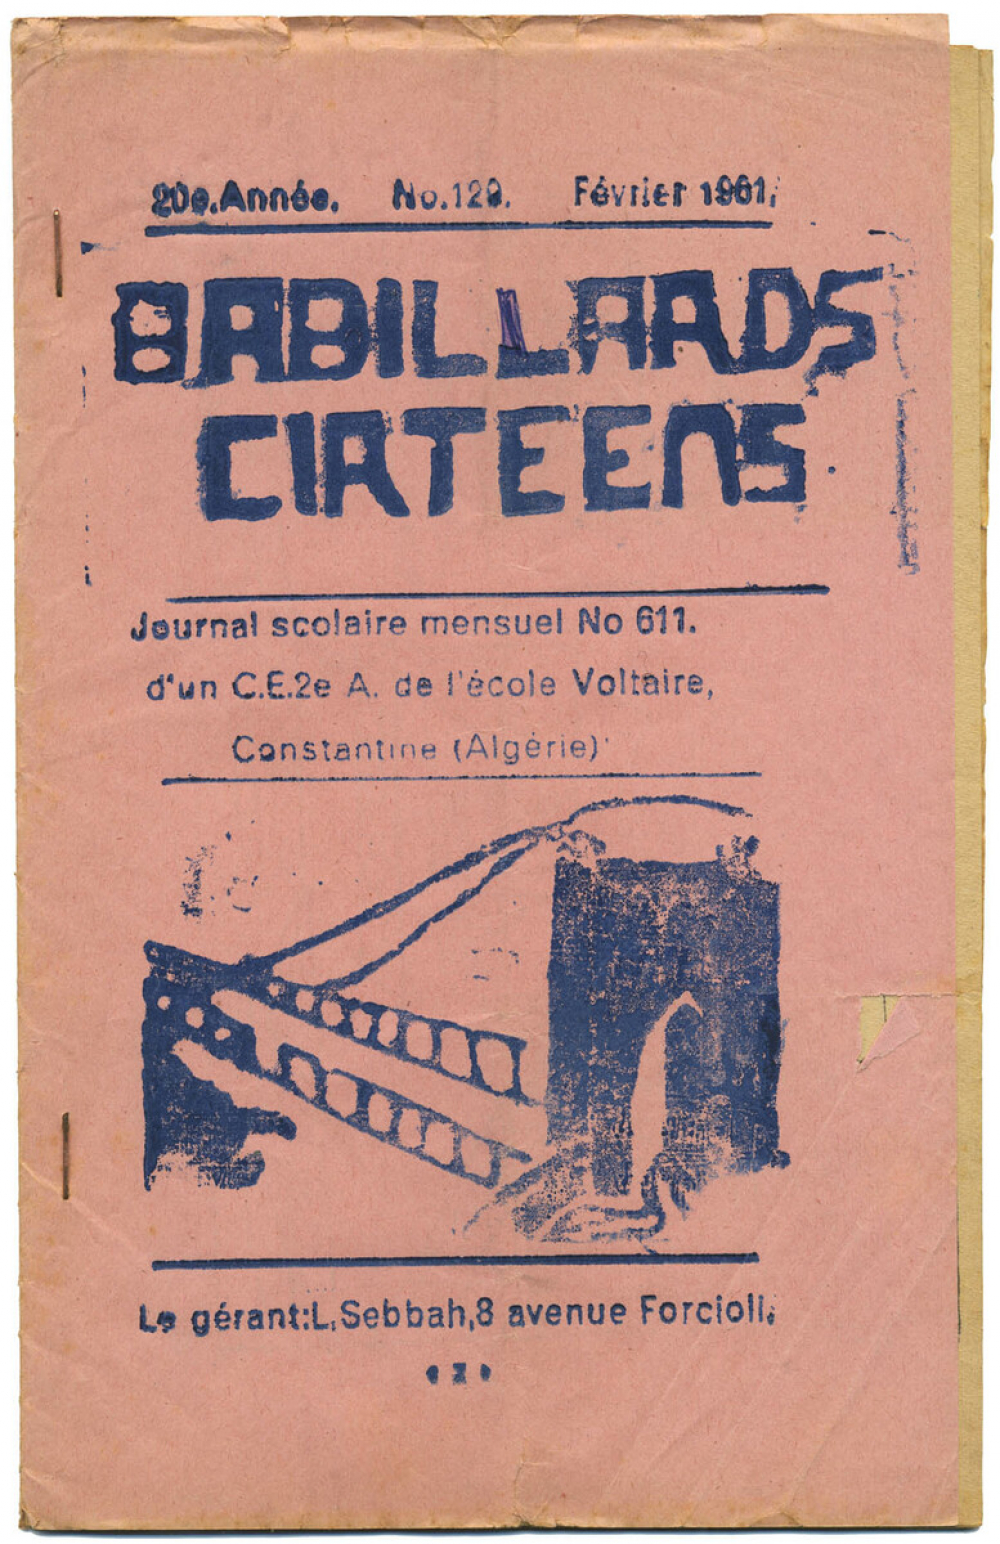 20e.Année. No.129. Février 1961.
BABILLARDS
CIRTEENS
Journal scolaire mensuel No 611.
d'un C.E.2e A. de l'école Voltaire,
Constantine (Algérie)
Le gérant:L.Sebbah,8 avenue Forcioli.